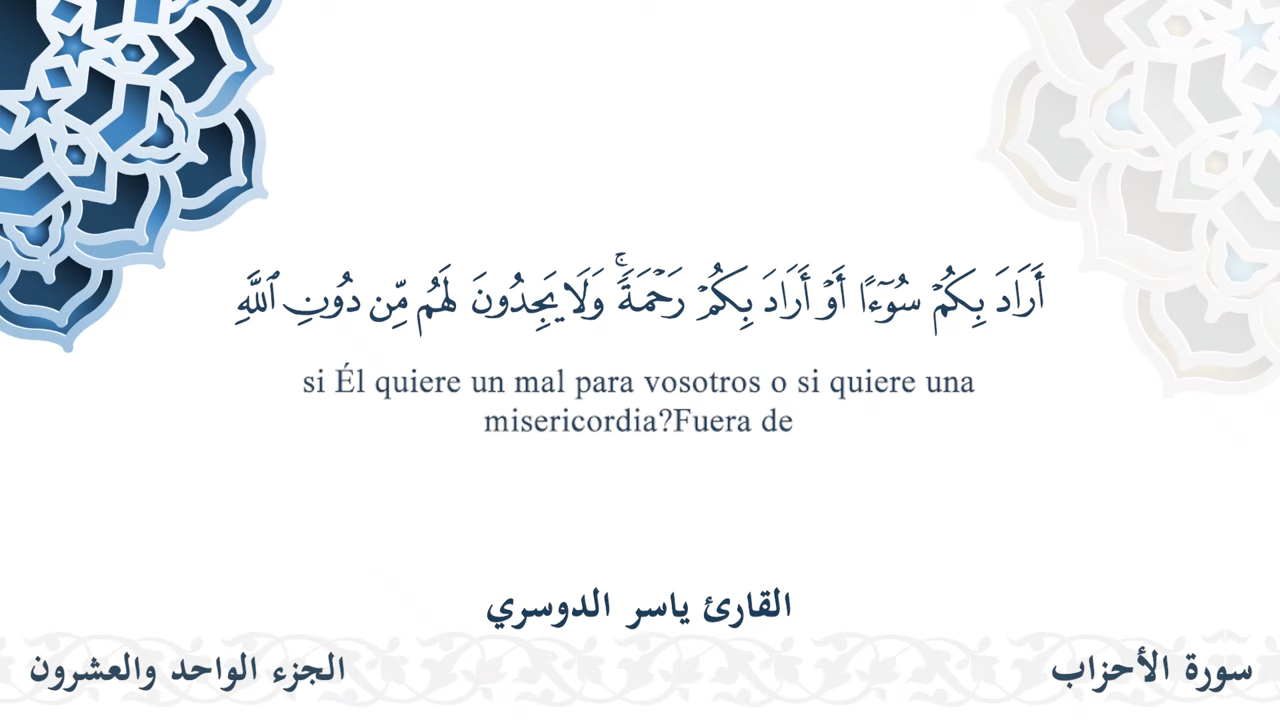 أَرَادَ بِكُمْ سُوٓءًا أَوْ أَرَادَ بِكُمْ رَحْمَةًۚ وَلَا يَجِدُونَ لَهُم مِّن دُونِ ٱللَّهِ
si Él quiere un mal para vosotros o si quiere una
misericordia?Fuera de
القارئ ياسر الدوسري
سورة الأحزاب
الجزء الواحد والعشرون